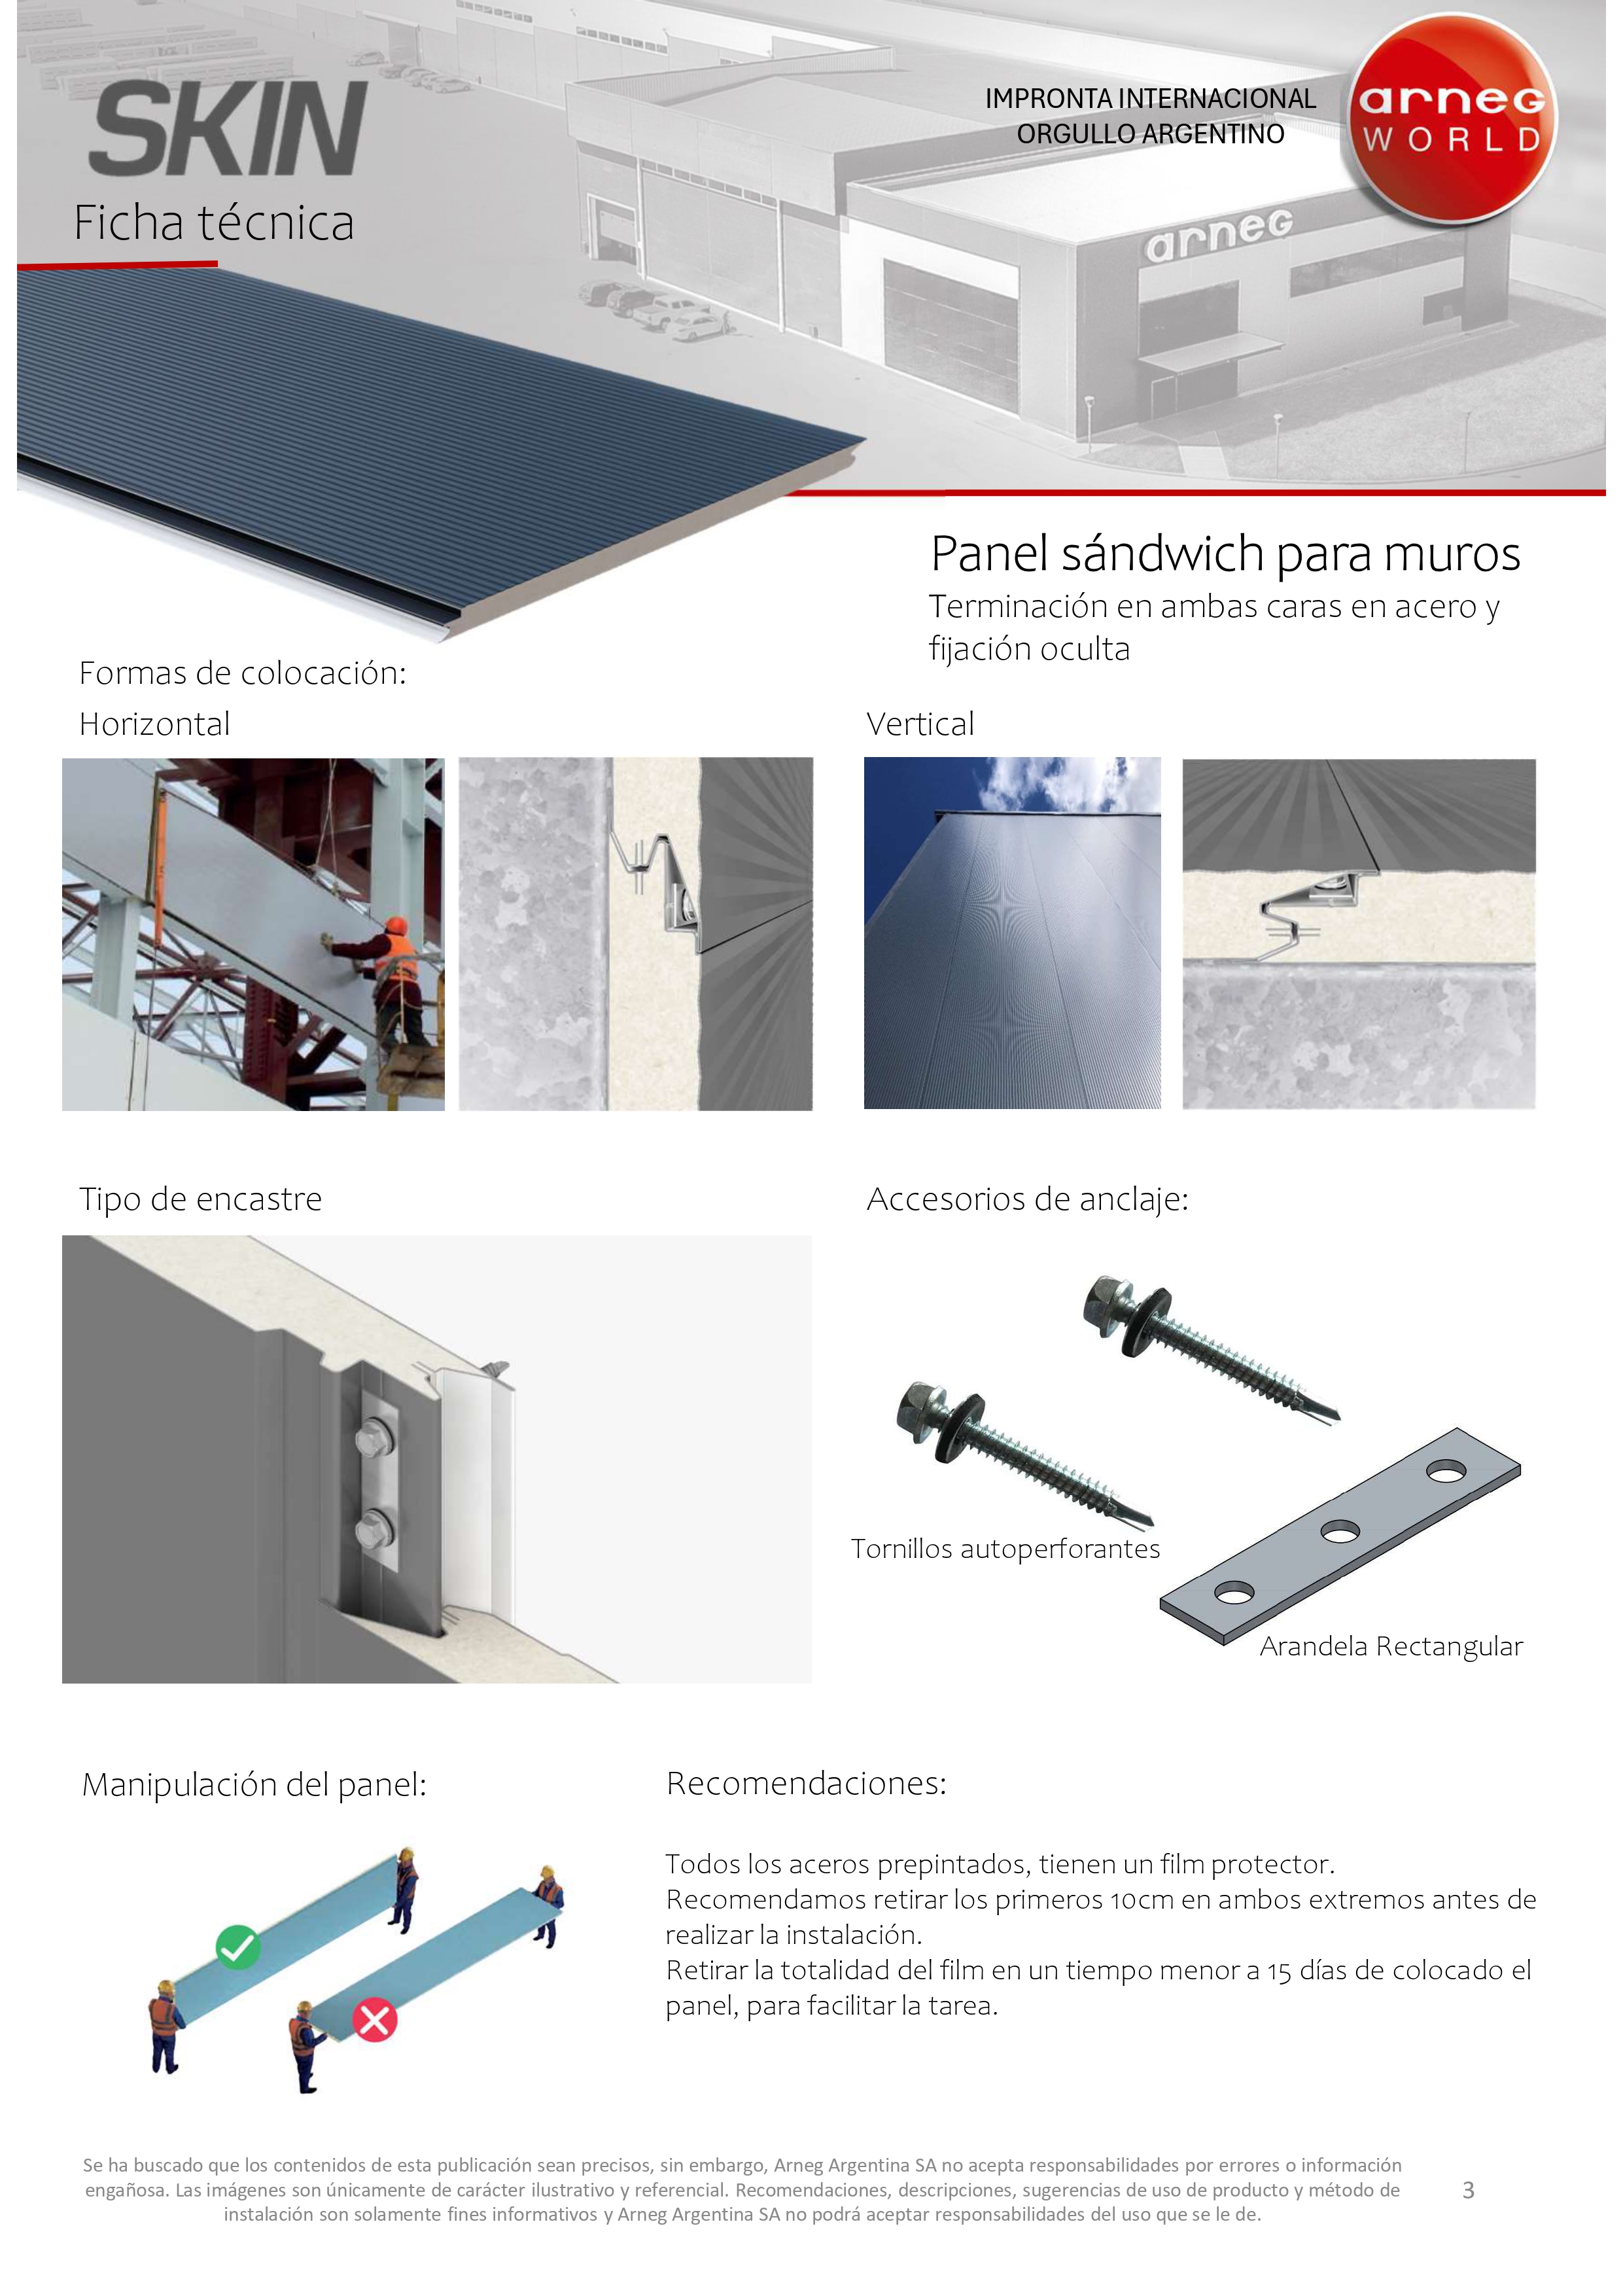 SKIN
Ficha técnica
IMPRONTA INTERNACIONAL
ORGULLO ARGENTINO
arneg
WORLD
arneg
Panel sándwich para muros
Terminación en ambas caras en acero y
fijación oculta
Formas de colocación:
Horizontal
Vertical
Tipo de encastre
Accesorios de anclaje:
Tornillos autoperforantes
Arandela Rectangular
Manipulación del panel:
Recomendaciones:
Todos los aceros prepintados, tienen un film protector.
Recomendamos retirar los primeros 10cm en ambos extremos antes de
realizar la instalación.
Retirar la totalidad del film en un tiempo menor a 15 días de colocado el
panel, para facilitar la tarea.
Se ha buscado que los contenidos de esta publicación sean precisos, sin embargo, Arneg Argentina SA no acepta responsabilidades por errores o información
engañosa. Las imágenes son únicamente de carácter ilustrativo y referencial. Recomendaciones, descripciones, sugerencias de uso de producto y método de
instalación son solamente fines informativos y Arneg Argentina SA no podrá aceptar responsabilidades del uso que se le de.
3